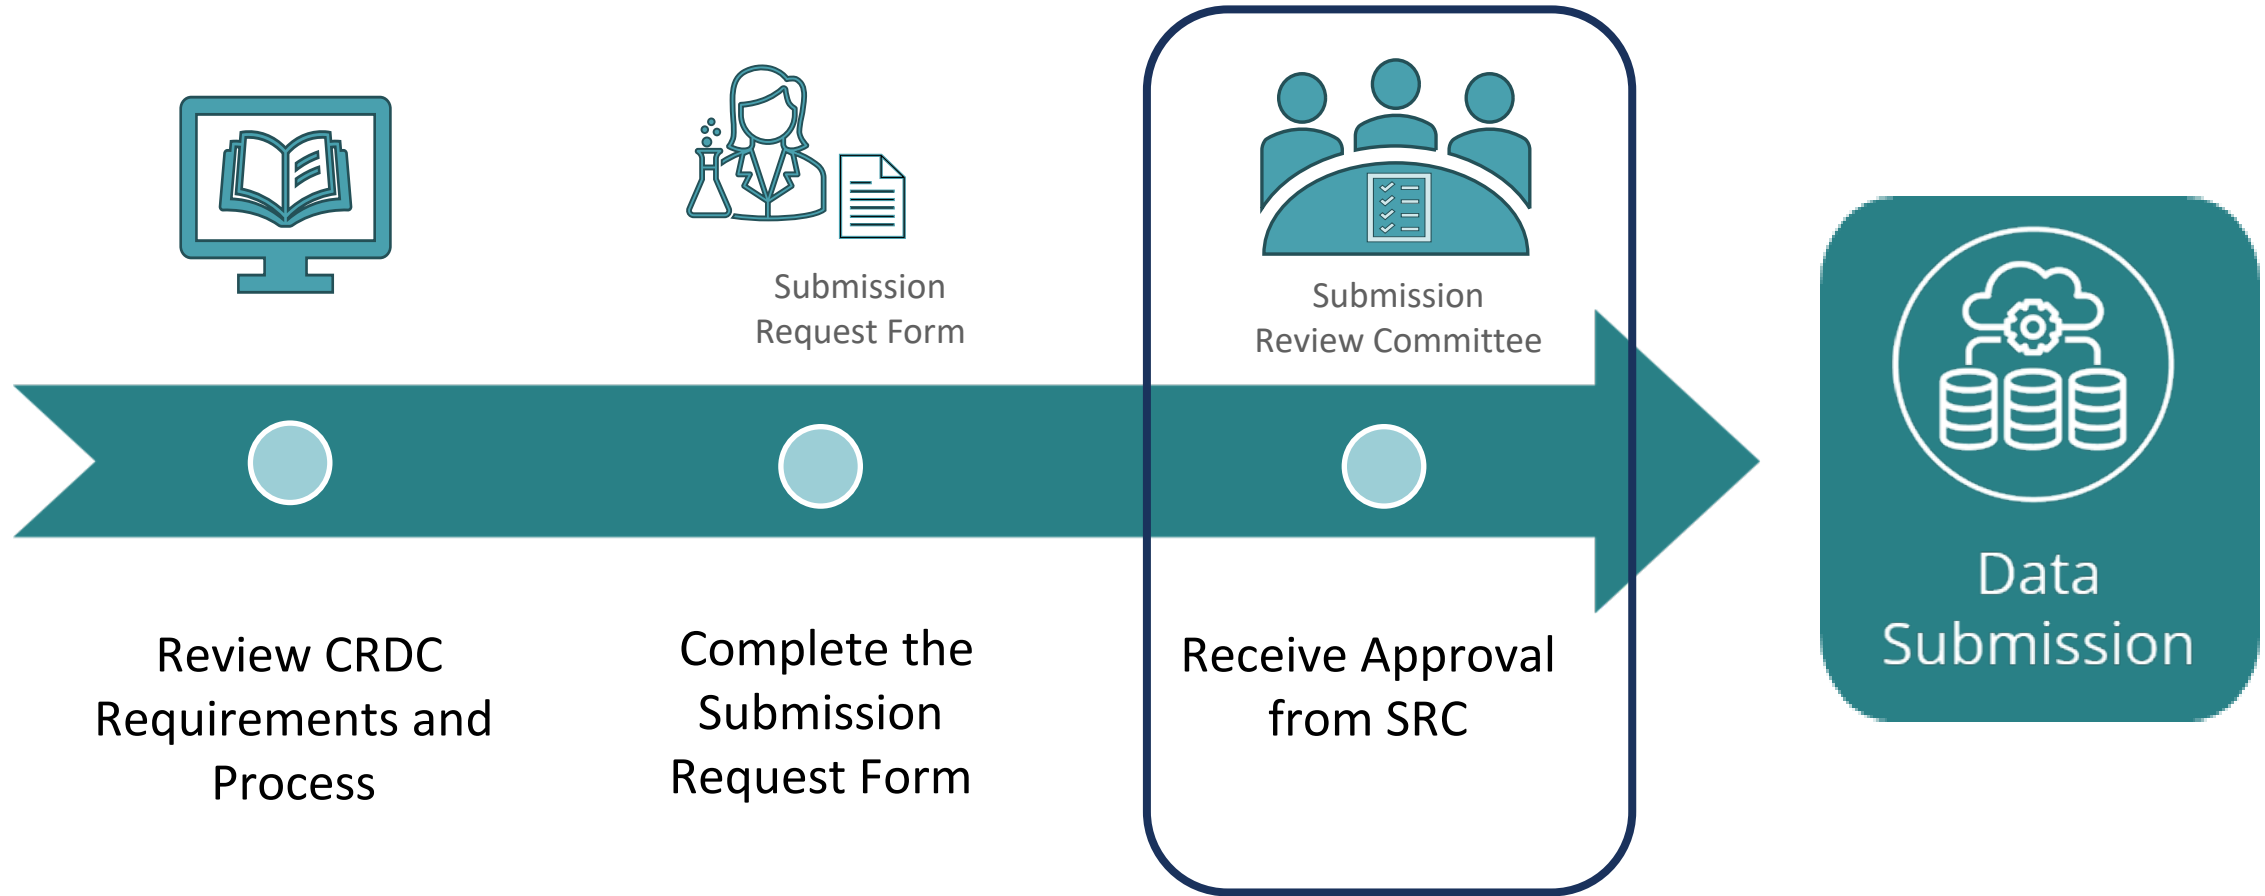 Submission
Request Form
Submission
Review Committee
Review CRDC
Requirements and
Process
Complete the
Submission
Request Form
Receive Approval
from SRC
Data
Submission